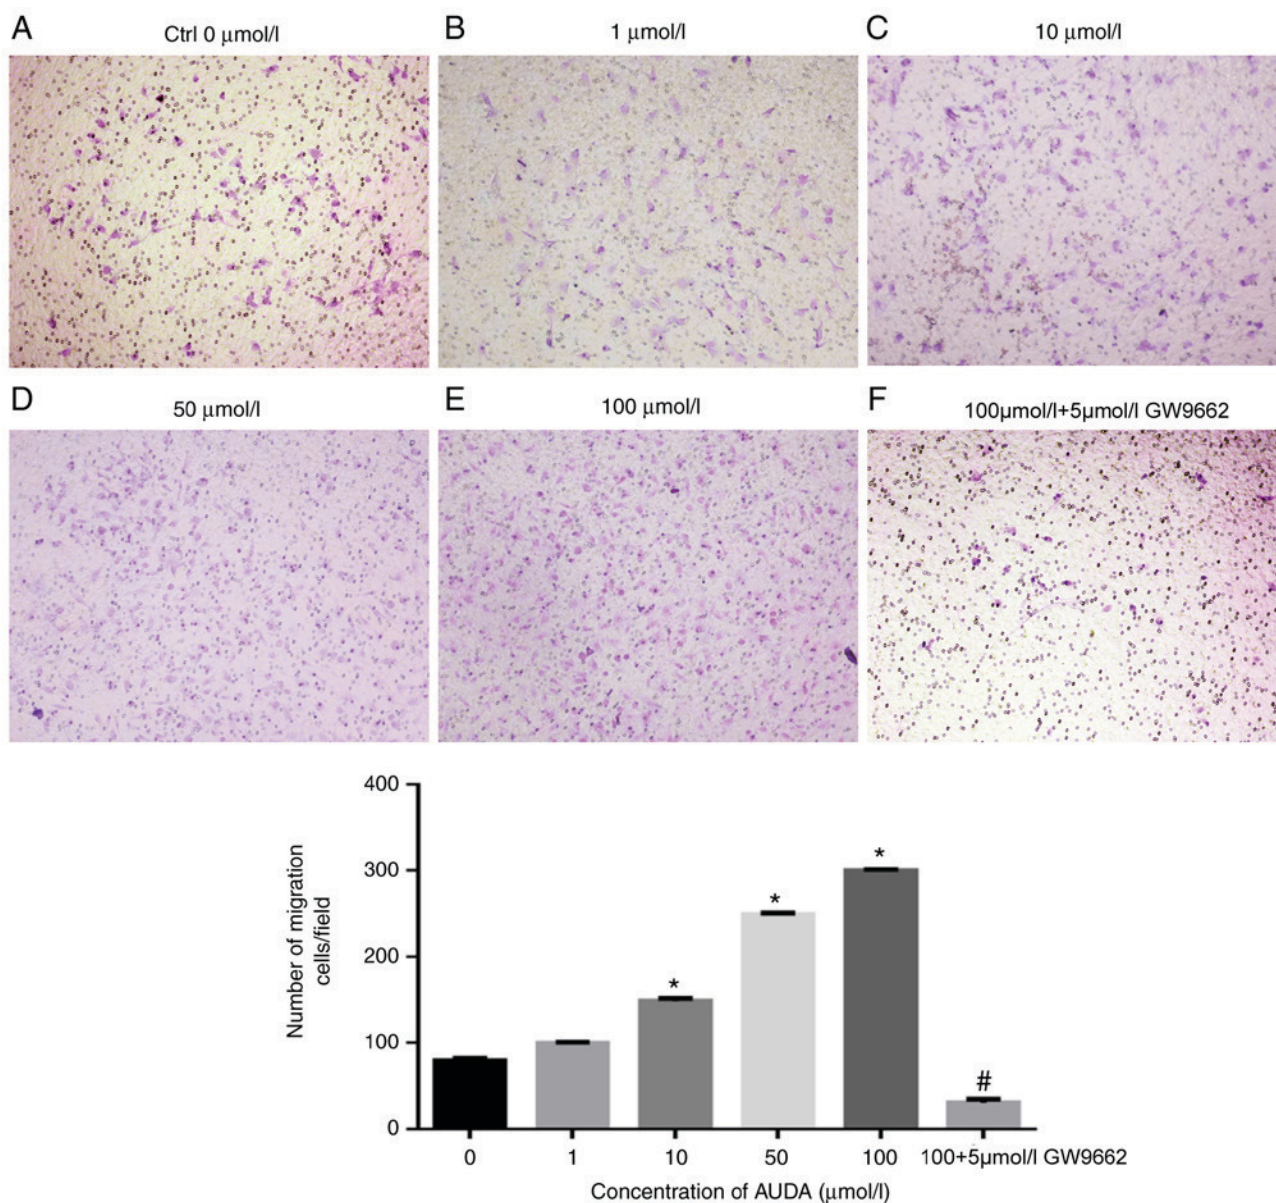 A Ctrl 0 μmol/l
B 1 μmol/l
C 10 μmol/l
D 50 μmol/l
E 100 μmol/l
F 100μmol/l+5μmol/l GW9662
Number of migration
cells/field
400
300
200
100
0
*
*
*
#
0 1 10 50 100 100+5μmol/l GW9662
Concentration of AUDA (μmol/l)